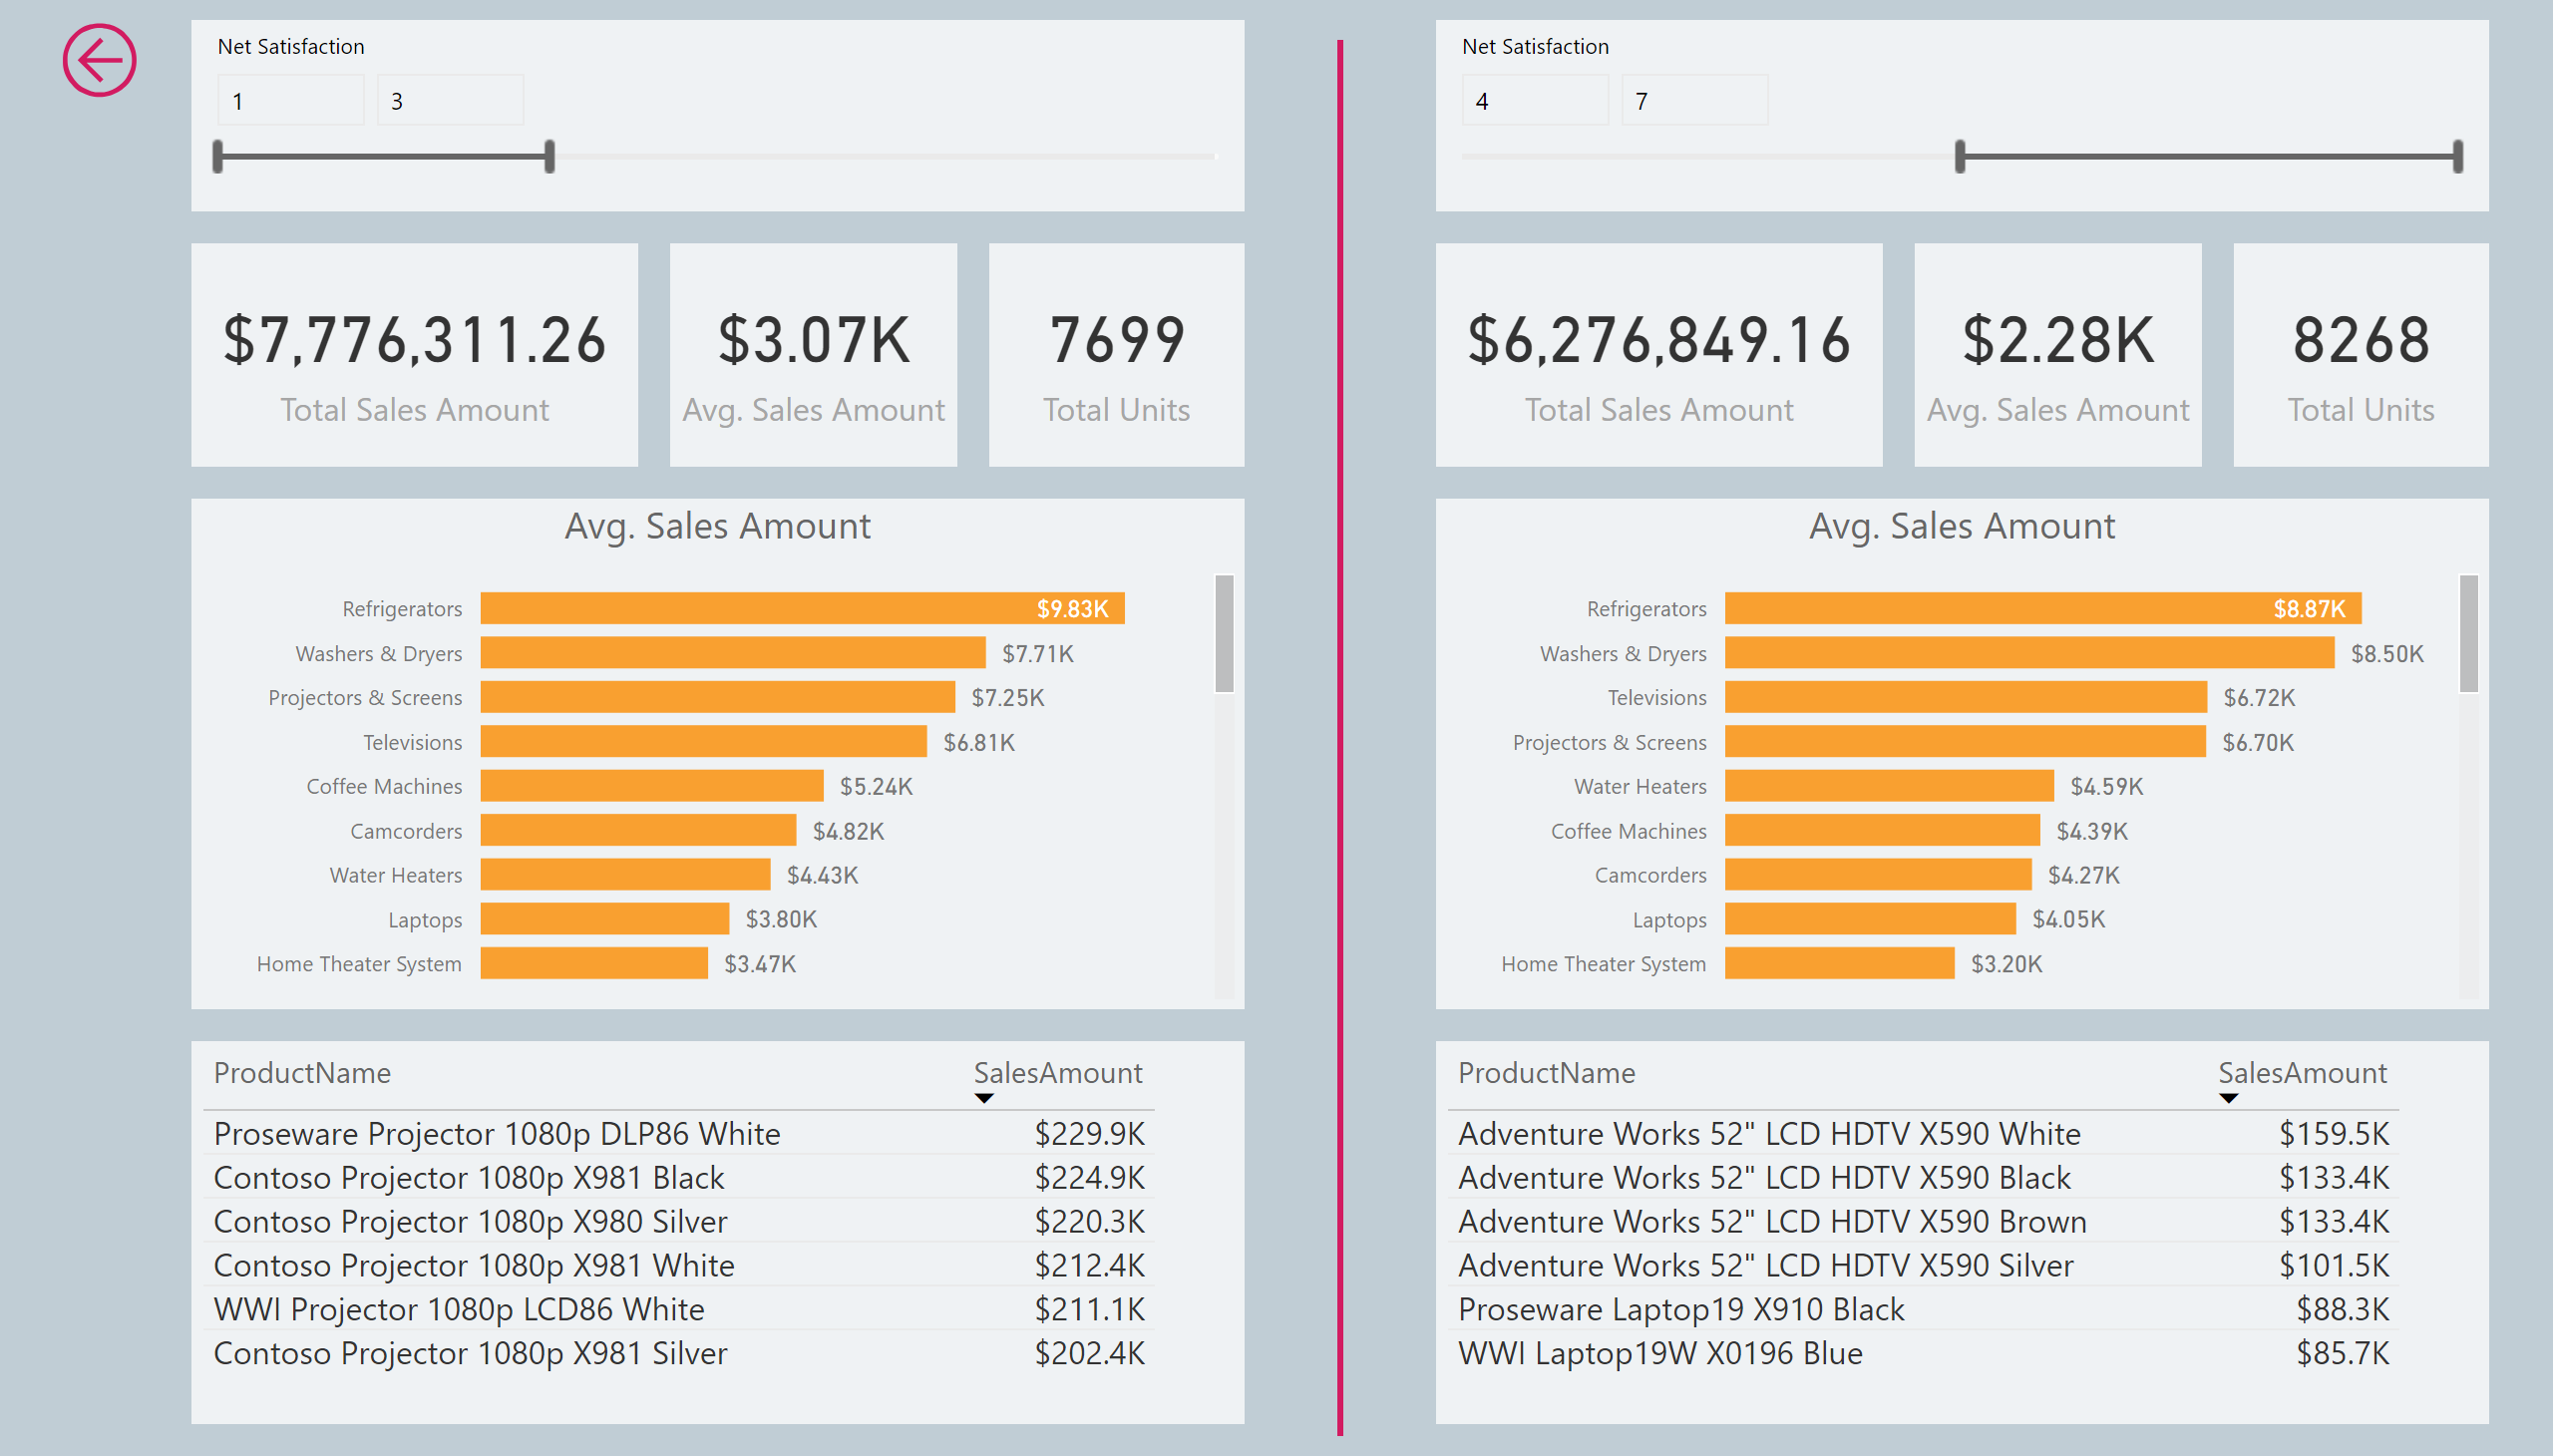 Net Satisfaction
1 3
$7,776,311.26
Total Sales Amount
$3.07K
Avg. Sales Amount
7699
Total Units
Avg. Sales Amount
Refrigerators $9.83K
Washers & Dryers $7.71K
Projectors & Screens $7.25K
Televisions $6.81K
Coffee Machines $5.24K
Camcorders $4.82K
Water Heaters $4.43K
Laptops $3.80K
Home Theater System $3.47K
ProductName SalesAmount
Proseware Projector 1080p DLP86 White $229.9K
Contoso Projector 1080p X981 Black $224.9K
Contoso Projector 1080p X980 Silver $220.3K
Contoso Projector 1080p X981 White $212.4K
WWI Projector 1080p LCD86 White $211.1K
Contoso Projector 1080p X981 Silver $202.4K
Net Satisfaction
4 7
$6,276,849.16
Total Sales Amount
$2.28K
Avg. Sales Amount
8268
Total Units
Avg. Sales Amount
Refrigerators $8.87K
Washers & Dryers $8.50K
Televisions $6.72K
Projectors & Screens $6.70K
Water Heaters $4.59K
Coffee Machines $4.39K
Camcorders $4.27K
Laptops $4.05K
Home Theater System $3.20K
ProductName SalesAmount
Adventure Works 52" LCD HDTV X590 White $159.5K
Adventure Works 52" LCD HDTV X590 Black $133.4K
Adventure Works 52" LCD HDTV X590 Brown $133.4K
Adventure Works 52" LCD HDTV X590 Silver $101.5K
Proseware Laptop19 X910 Black $88.3K
WWI Laptop19W X0196 Blue $85.7K